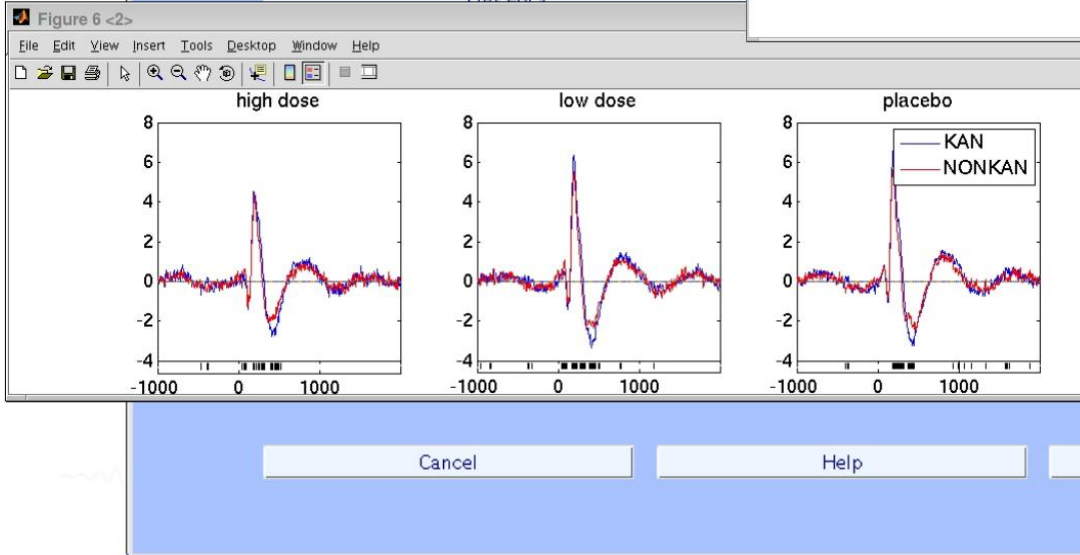 Figure 6 <2>
File Edit View Insert Tools Desktop Window Help
high dose
8
6
4
2
0
-2
-4
-1000 0 1000
low dose
8
6
4
2
0
-2
-4
-1000 0 1000
placebo
8
6
4
2
0
-2
-4
-1000 0 1000
KAN
NONKAN
Cancel Help